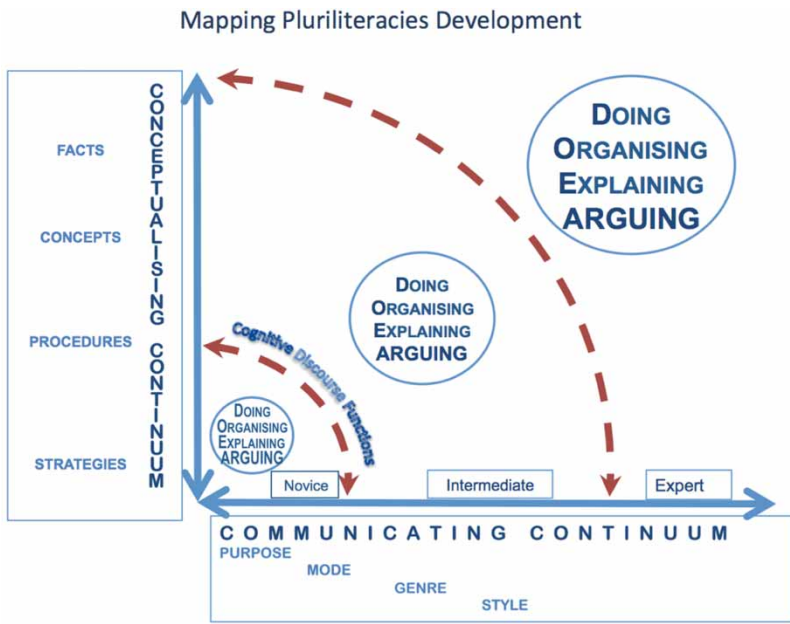 Mapping Pluriliteracies Development
CONCEPTUALISING CONTINUUM
FACTS
CONCEPTS
PROCEDURES
STRATEGIES
DOING
ORGANISING
EXPLAINING
ARGUING
DOING
ORGANISING
EXPLAINING
ARGUING
Cognitive Discourse Functions
DOING
ORGANISING
EXPLAINING
ARGUING
Novice
Intermediate
Expert
COMMUNICATING CONTINUUM
PURPOSE
MODE
GENRE
STYLE